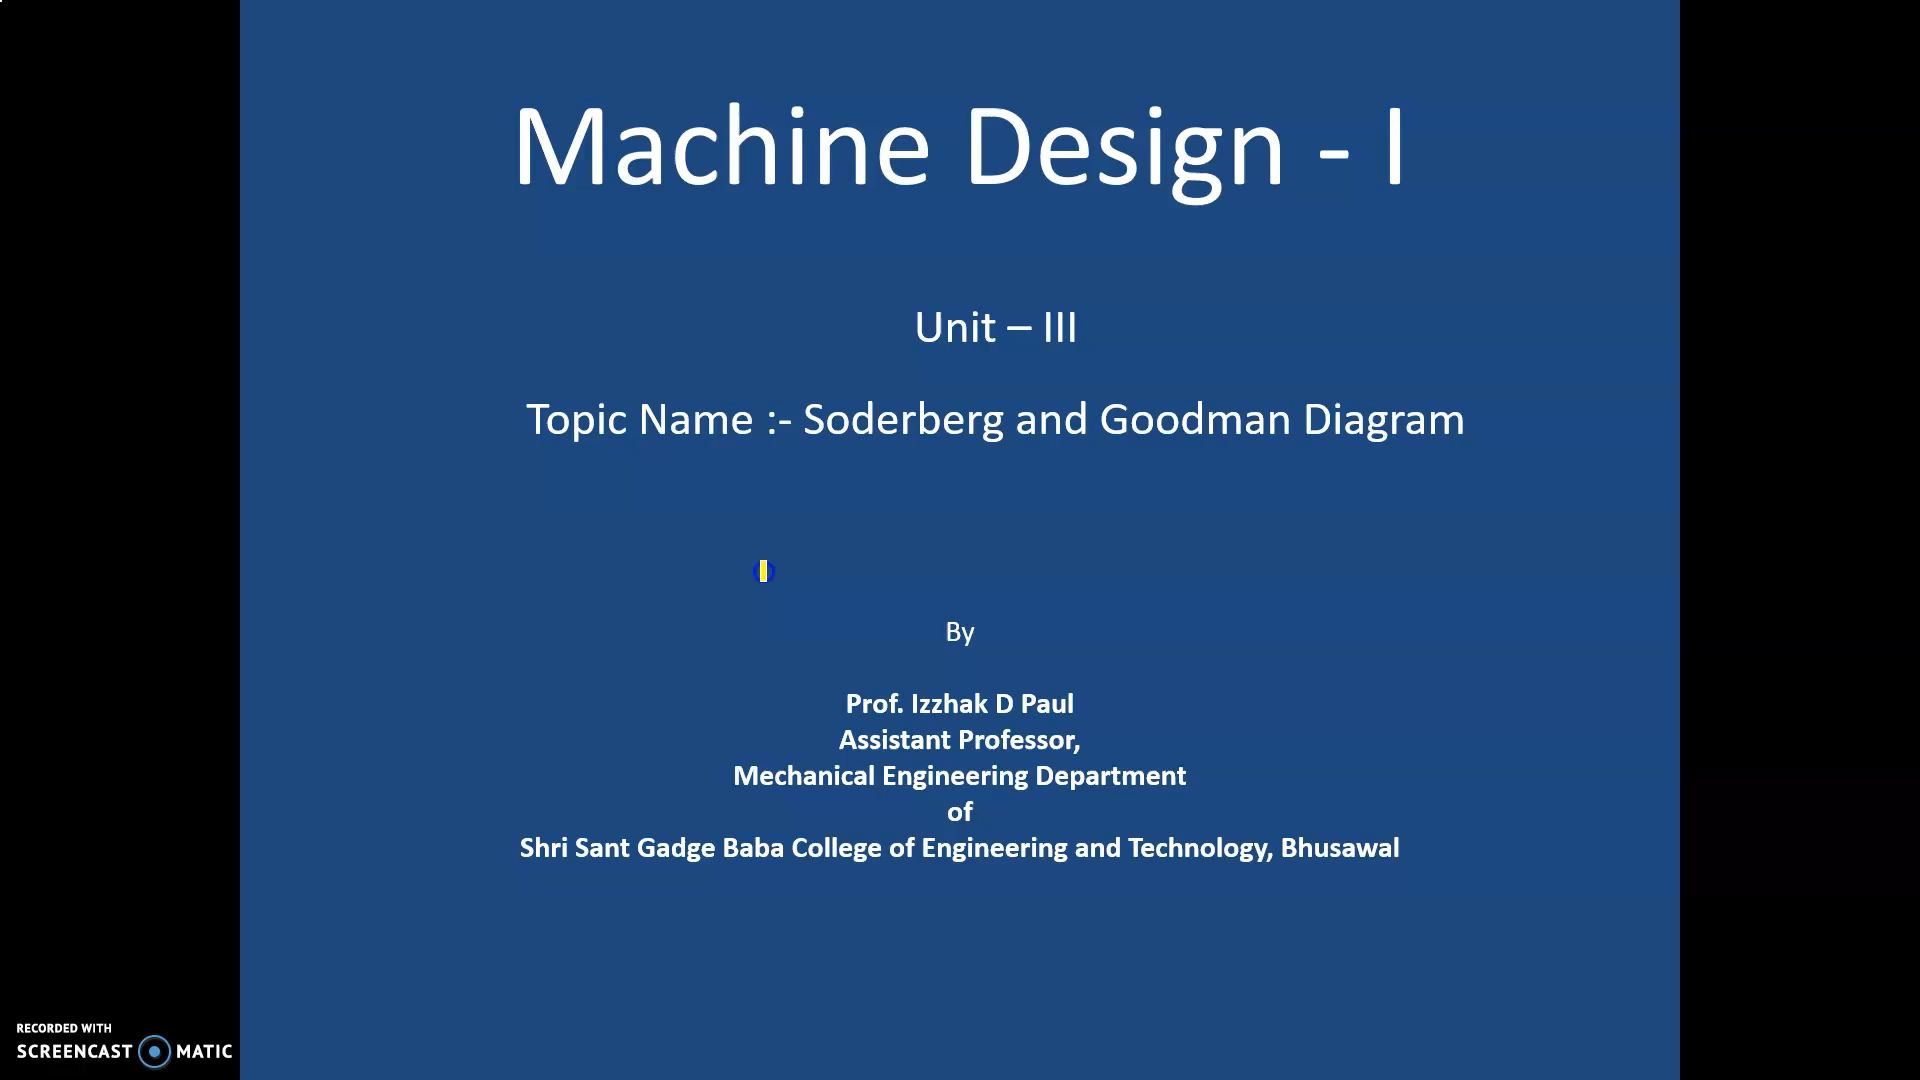 Machine Design - I
Unit – III
Topic Name :- Soderberg and Goodman Diagram
By
Prof. Izzhak D Paul
Assistant Professor,
Mechanical Engineering Department
of
Shri Sant Gadge Baba College of Engineering and Technology, Bhusawal
RECORDED WITH
SCREENCAST MATIC